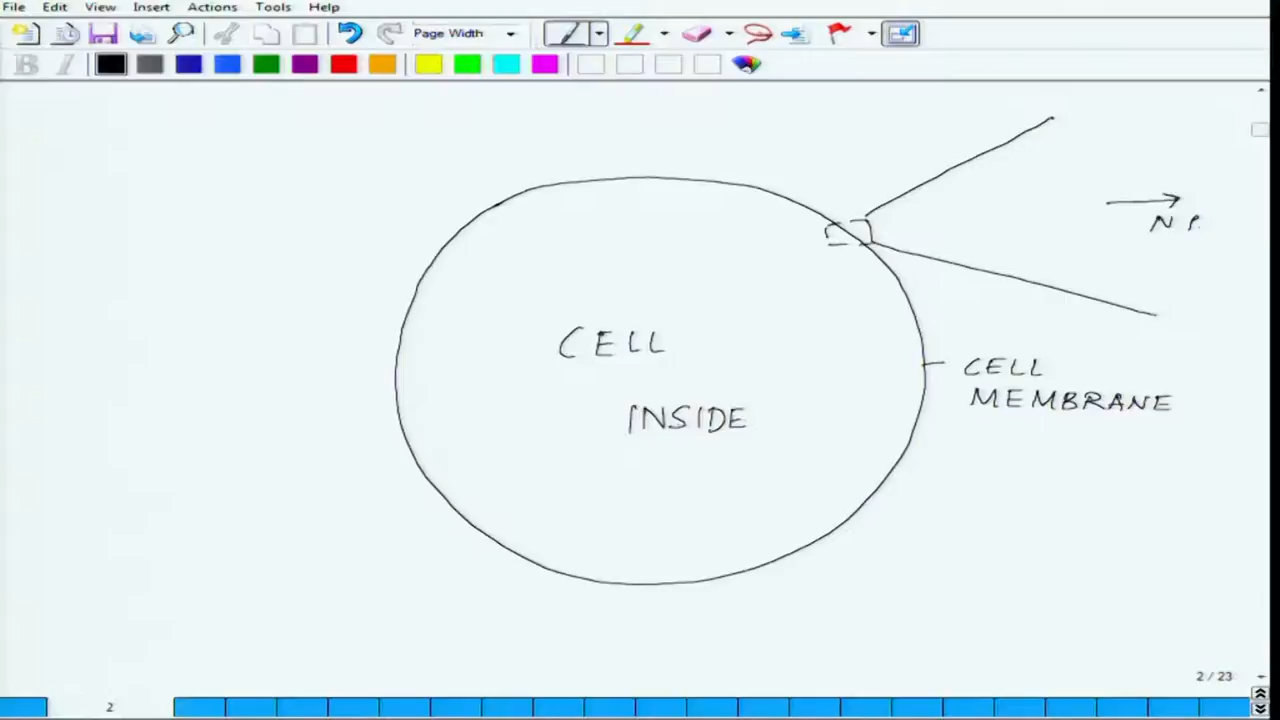 File Edit View Insert Actions Tools Help
Page Width
B I
CELL
INSIDE
CELL
MEMBRANE
2 / 23
2